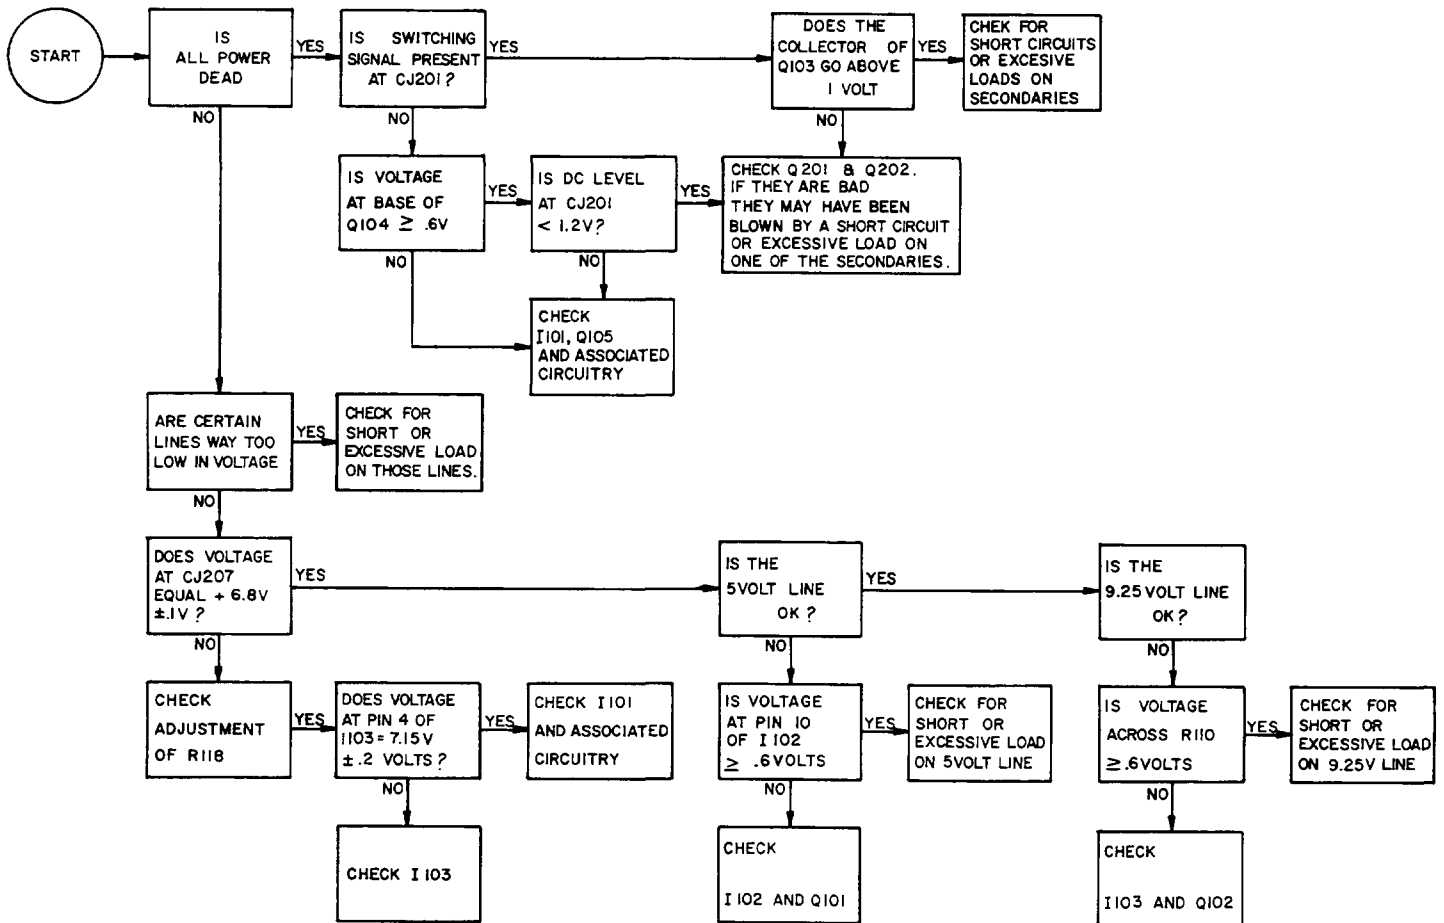 START
IS
ALL POWER
DEAD
YES
NO
IS SWITCHING
SIGNAL PRESENT
AT CJ201?
YES
NO
DOES THE
COLLECTOR OF
Q103 GO ABOVE
1 VOLT
YES
NO
CHEK FOR
SHORT CIRCUITS
OR EXCESIVE
LOADS ON
SECONDARIES
IS VOLTAGE
AT BASE OF
Q104 ≥ .6V
YES
NO
IS DC LEVEL
AT CJ201
< 1.2V?
YES
NO
CHECK Q201 & Q202.
IF THEY ARE BAD
THEY MAY HAVE BEEN
BLOWN BY A SHORT CIRCUIT
OR EXCESSIVE LOAD ON
ONE OF THE SECONDARIES.
CHECK
I101, Q105
AND ASSOCIATED
CIRCUITRY
ARE CERTAIN
LINES WAY TOO
LOW IN VOLTAGE
YES
NO
CHECK FOR
SHORT OR
EXCESSIVE LOAD
ON THOSE LINES.
DOES VOLTAGE
AT CJ207
EQUAL + 6.8V
±.1V?
YES
NO
IS THE
5VOLT LINE
OK?
YES
NO
IS THE
9.25 VOLT LINE
OK?
NO
CHECK
ADJUSTMENT
OF R118
YES
DOES VOLTAGE
AT PIN 4 OF
I103 = 7.15V
±.2 VOLTS?
YES
NO
CHECK I101
AND ASSOCIATED
CIRCUITRY
IS VOLTAGE
AT PIN 10
OF I102
≥ .6VOLTS
YES
NO
CHECK FOR
SHORT OR
EXCESSIVE LOAD
ON 5VOLT LINE
IS VOLTAGE
ACROSS R110
≥.6VOLTS
YES
NO
CHECK FOR
SHORT OR
EXCESSIVE LOAD
ON 9.25V LINE
CHECK I103
CHECK
I102 AND Q101
CHECK
I103 AND Q102